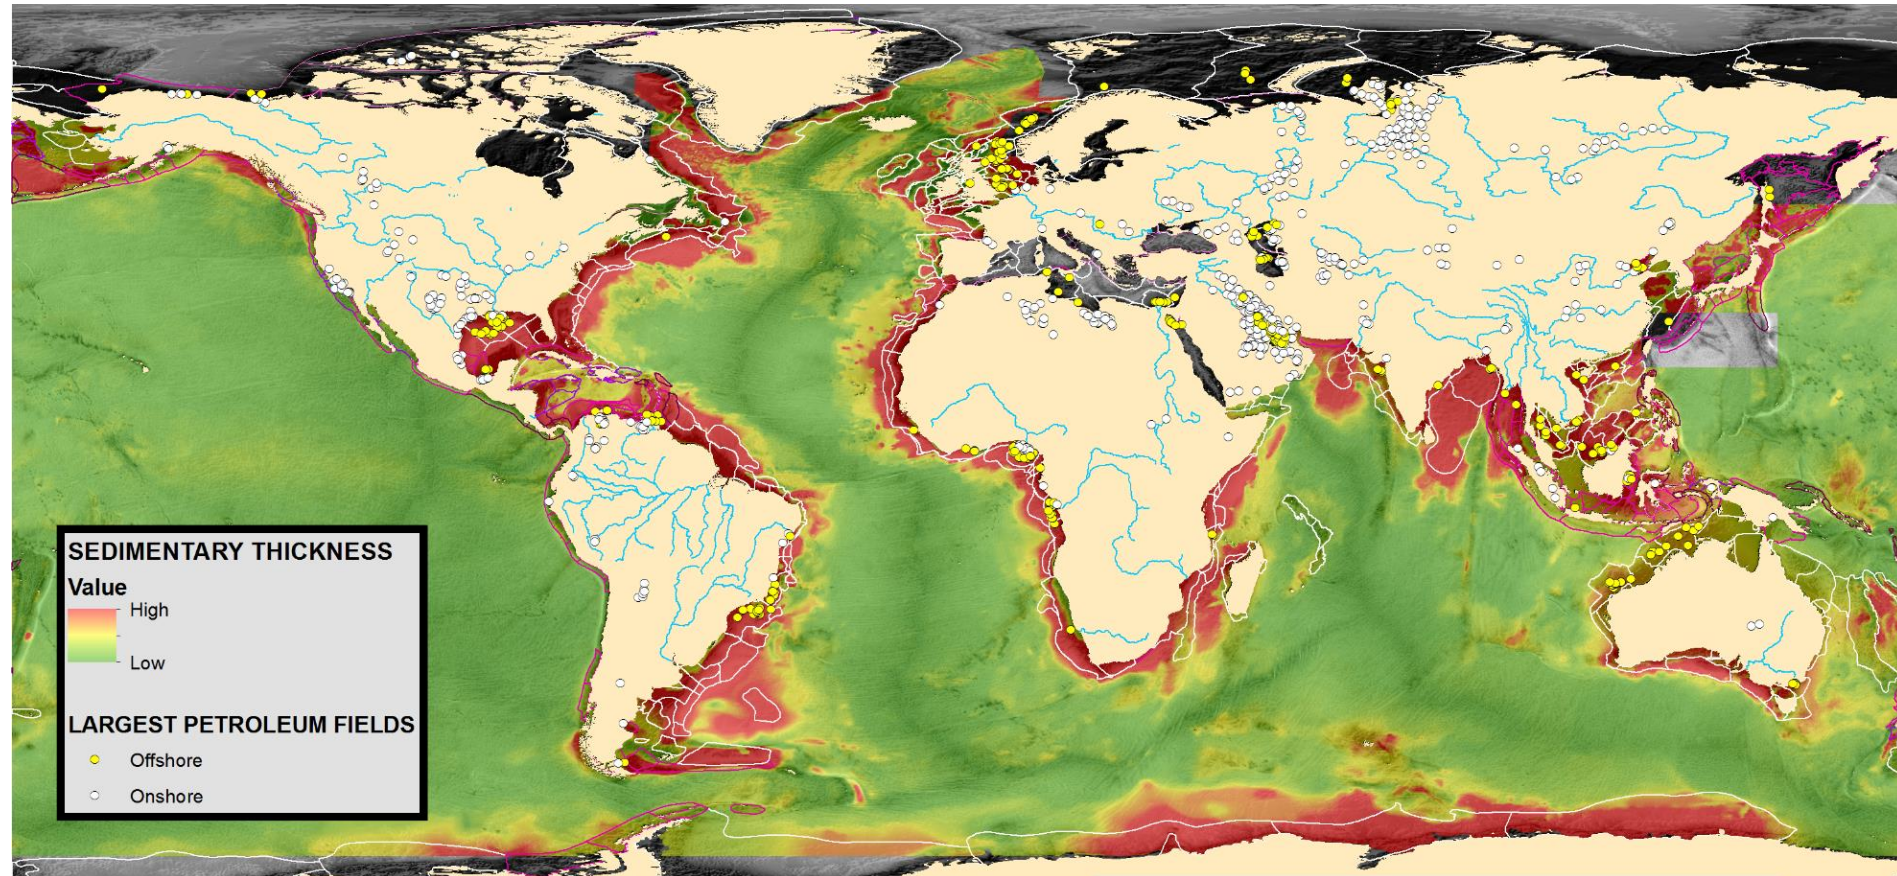 SEDIMENTARY THICKNESS
Value
High
Low
LARGEST PETROLEUM FIELDS
Offshore
Onshore